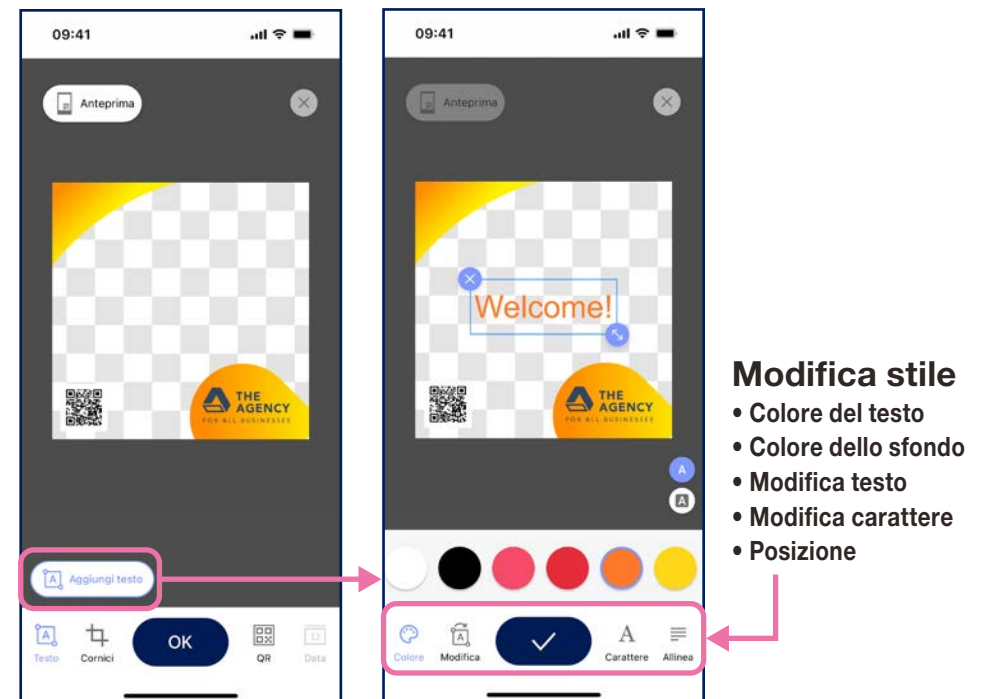 09:41
Anteprima
THE
AGENCY
FOR ALL BUSINESSES
A Aggiungi testo
A
Testo
Cornici
OK
QR
12
Data
09:41
Anteprima
Welcome!
THE
AGENCY
FOR ALL BUSINESSES
A
A
Colore
A
Modifica
A
Carattere
Allinea
Modifica stile
• Colore del testo
• Colore dello sfondo
• Modifica testo
• Modifica carattere
• Posizione